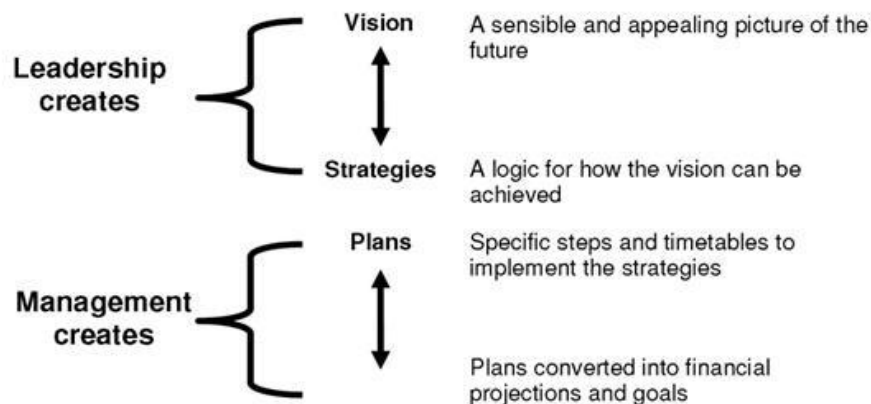 Vision
A sensible and appealing picture of the
future
Leadership
creates
Strategies
A logic for how the vision can be
achieved
Plans
Specific steps and timetables to
implement the strategies
Management
creates
Plans converted into financial
projections and goals